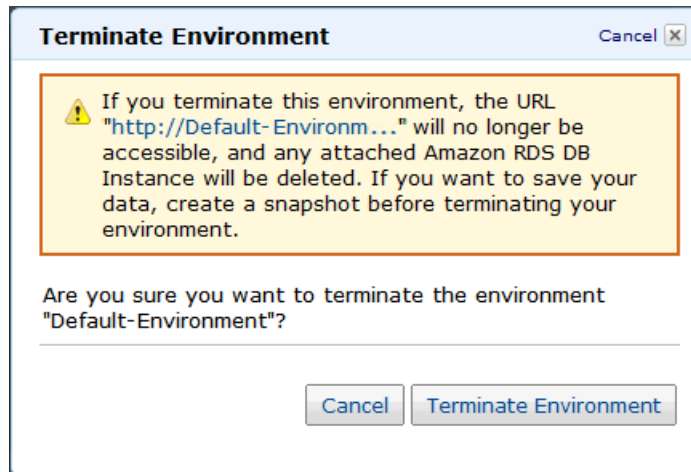 Terminate Environment
Cancel
If you terminate this environment, the URL
"http://Default-Environm..." will no longer be
accessible, and any attached Amazon RDS DB
Instance will be deleted. If you want to save your
data, create a snapshot before terminating your
environment.
Are you sure you want to terminate the environment
"Default-Environment"?
Cancel
Terminate Environment